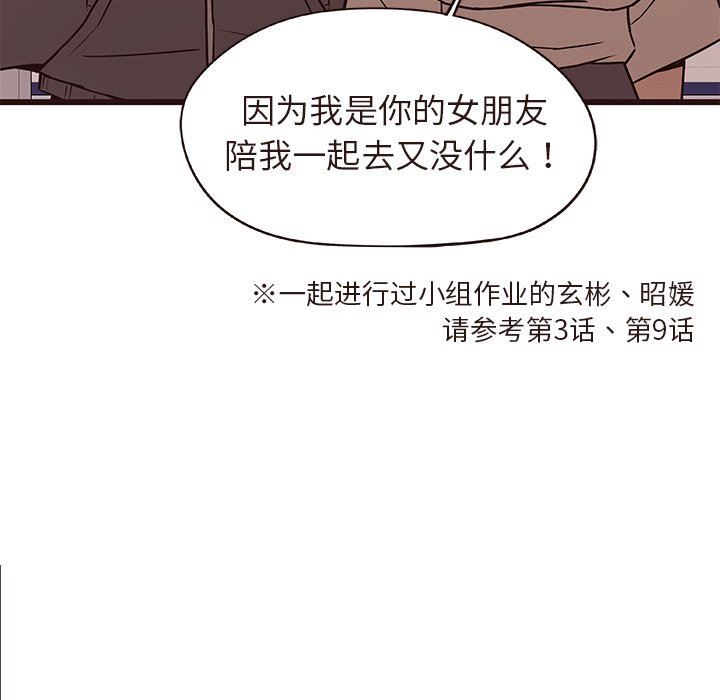 因为我是你的女朋友
陪我一起去又没什么！
※一起进行过小组作业的玄彬、昭媛
请参考第3话、第9话